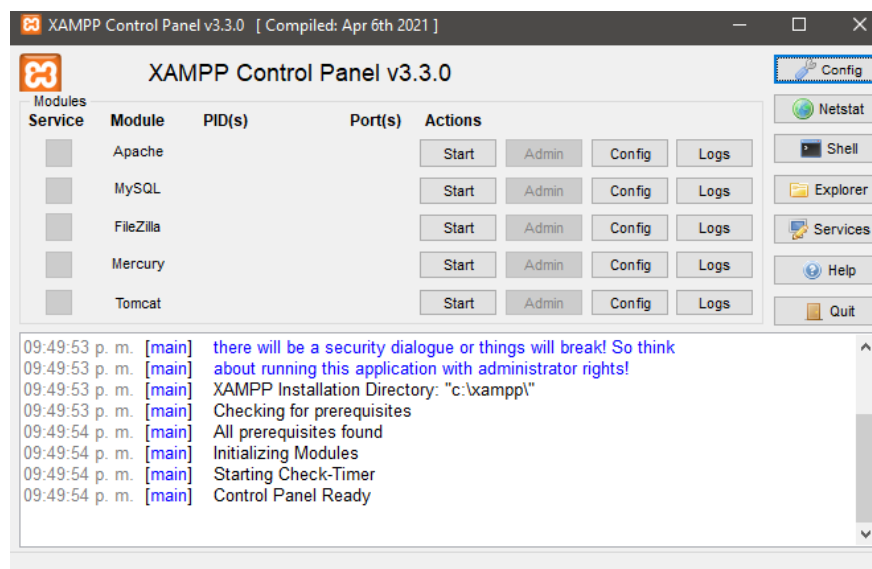 XAMPP Control Panel v3.3.0 [ Compiled: Apr 6th 2021 ]
XAMPP Control Panel v3.3.0
Config
Modules
Service Module PID(s) Port(s) Actions
Netstat
Apache Start Admin Config Logs
Shell
MySQL Start Admin Config Logs
Explorer
FileZilla Start Admin Config Logs
Services
Mercury Start Admin Config Logs
Help
Tomcat Start Admin Config Logs
Quit
09:49:53 p. m. [main] there will be a security dialogue or things will break! So think
09:49:53 p. m. [main] about running this application with administrator rights!
09:49:53 p. m. [main] XAMPP Installation Directory: "c:\xampp\"
09:49:53 p. m. [main] Checking for prerequisites
09:49:54 p. m. [main] All prerequisites found
09:49:54 p. m. [main] Initializing Modules
09:49:54 p. m. [main] Starting Check-Timer
09:49:54 p. m. [main] Control Panel Ready